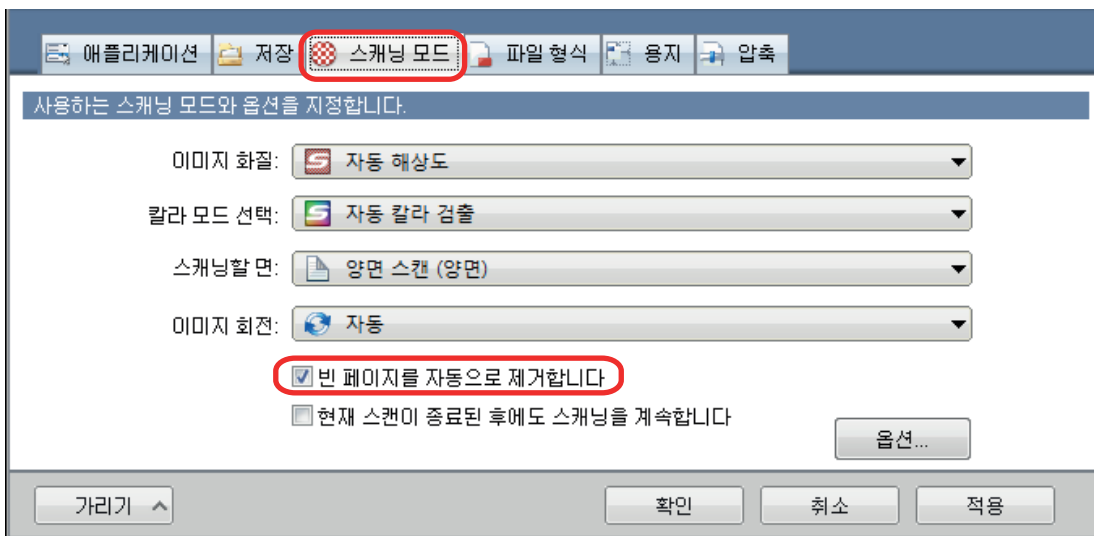 애플리케이션 저장 스캐닝 모드 파일 형식 용지 압축
사용하는 스캐닝 모드와 옵션을 지정합니다.
이미지 화질: 자동 해상도
칼라 모드 선택: 자동 칼라 검출
스캐닝할 면: 양면 스캔 (양면)
이미지 회전: 자동
빈 페이지를 자동으로 제거합니다
현재 스캔이 종료된 후에도 스캐닝을 계속합니다
옵션...
가리기 확인 취소 적용